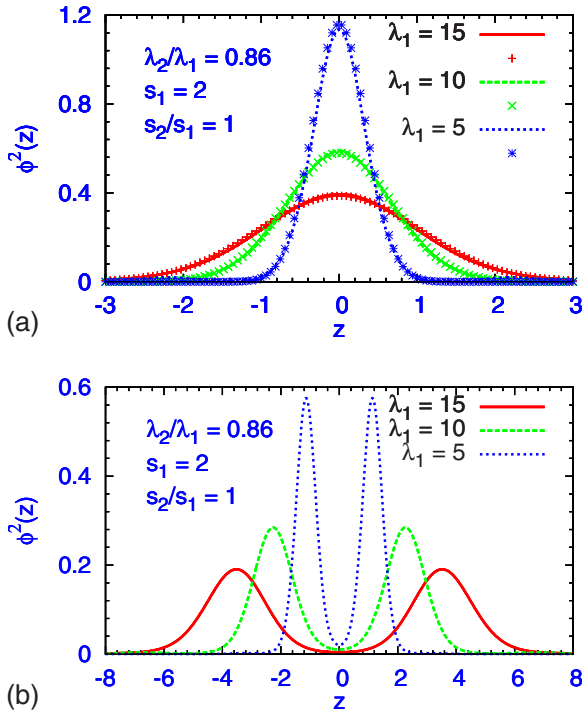 1.2
0.8
0.4
0
ϕ²(z)
λ₂/λ₁ = 0.86
s₁ = 2
s₂/s₁ = 1
λ₁ = 15
λ₁ = 10
λ₁ = 5
-3 -2 -1 0 1 2 3
z
(a)
0.6
0.4
0.2
0
ϕ²(z)
λ₂/λ₁ = 0.86
s₁ = 2
s₂/s₁ = 1
λ₁ = 15
λ₁ = 10
λ₁ = 5
-8 -6 -4 -2 0 2 4 6 8
z
(b)